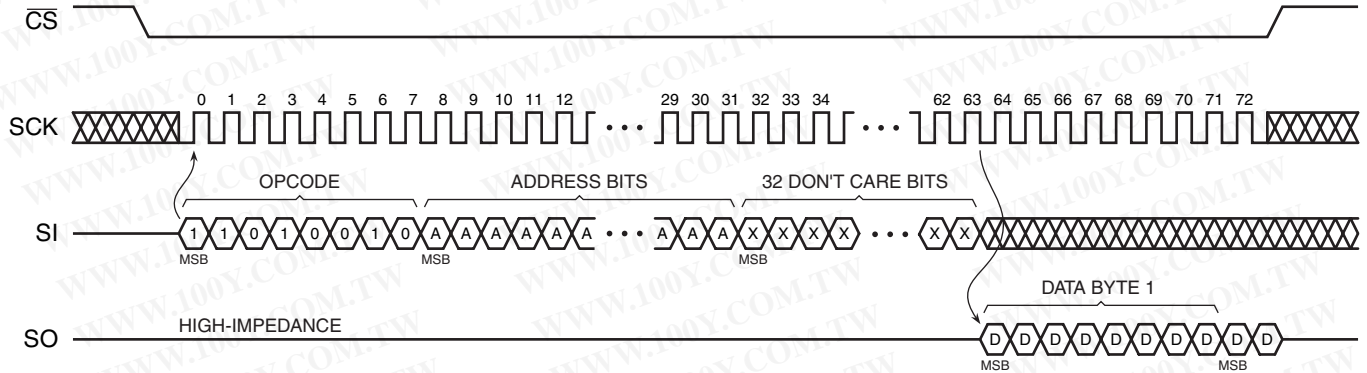 CS
0 1 2 3 4 5 6 7 8 9 10 11 12 29 30 31 32 33 34 62 63 64 65 66 67 68 69 70 71 72
SCK • • • • • •
OPCODE ADDRESS BITS 32 DON'T CARE BITS
SI 1 1 0 1 0 0 1 0 A A A A A A • • • A A A X X X X • • • X X
MSB MSB MSB
DATA BYTE 1
SO HIGH-IMPEDANCE D D D D D D D D D D
MSB MSB
WWW.100Y.COM.TW